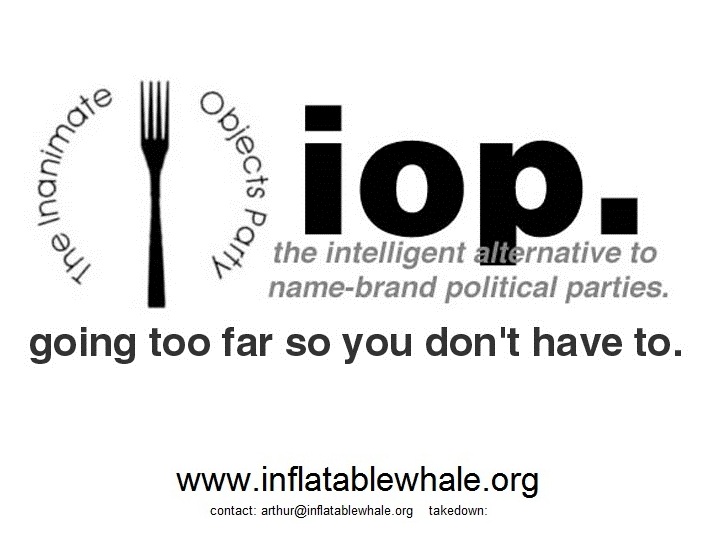 The Inanimate Objects Party
iop.
the intelligent alternative to
name-brand political parties.
going too far so you don't have to.
www.inflatablewhale.org
contact: arthur@inflatablewhale.org takedown: